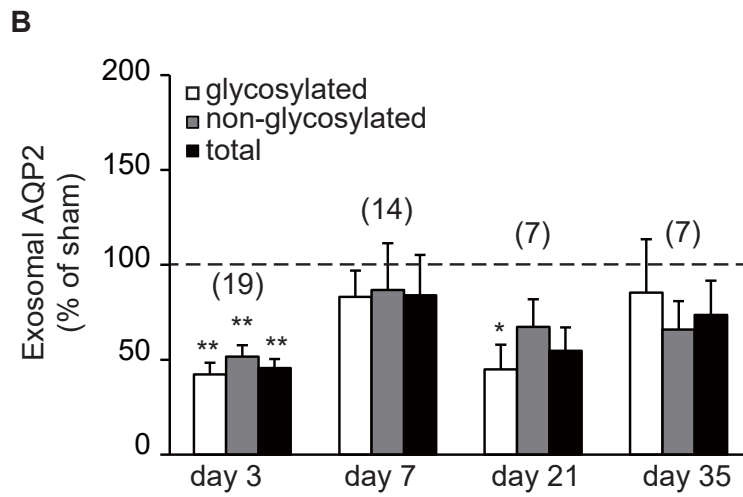 B
200
150
100
50
0
Exosomal AQP2
(% of sham)
glycosylated
non-glycosylated
total
(19)
(14)
(7)
(7)
** ** **
*
day 3 day 7 day 21 day 35